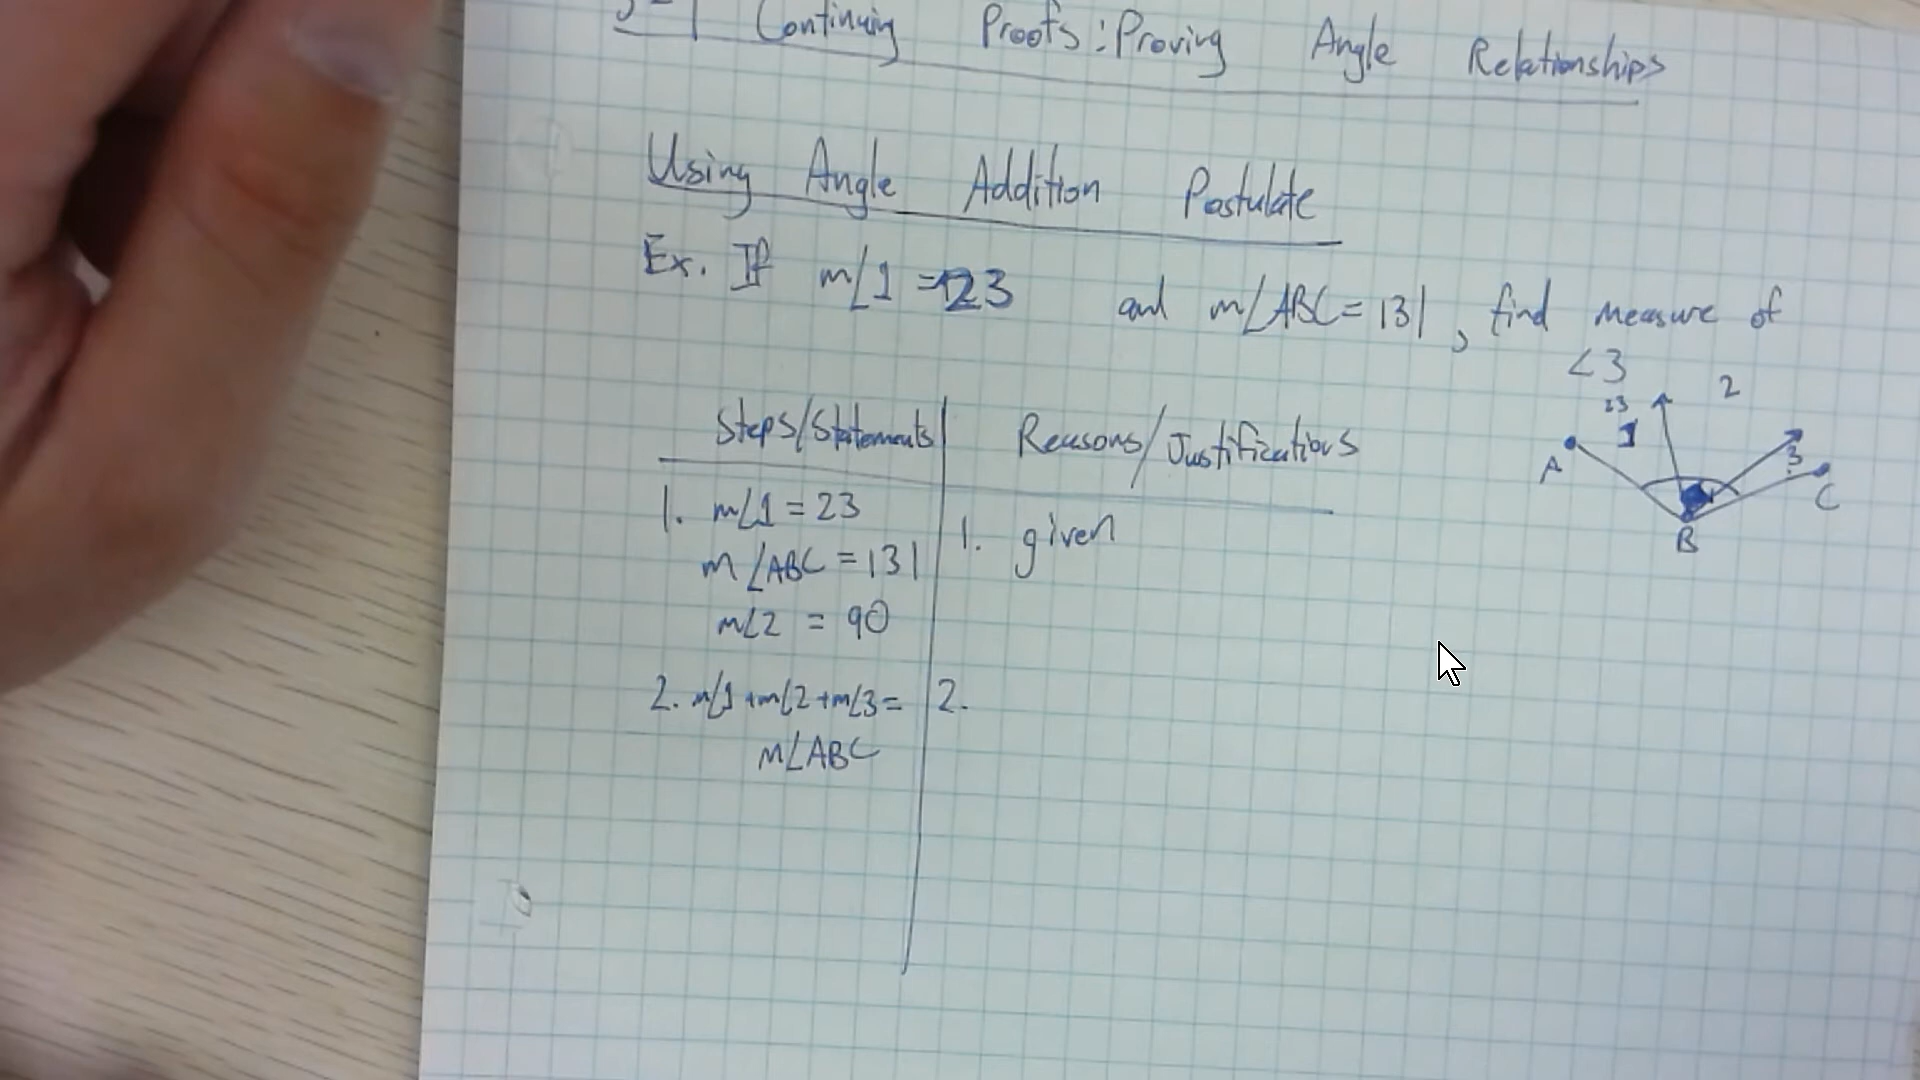 Continuing Proofs: Proving Angle Relationships
Using Angle Addition Postulate
Ex. If m∠1 = 23 and m∠ABC = 131, find measure of
∠3
Steps/Statements
Reasons/Justifications
1. m∠1 = 23
m∠ABC = 131
m∠2 = 90
1. given
2. m∠1 + m∠2 + m∠3 =
m∠ABC
2.
23
2
1
3
A
C
B